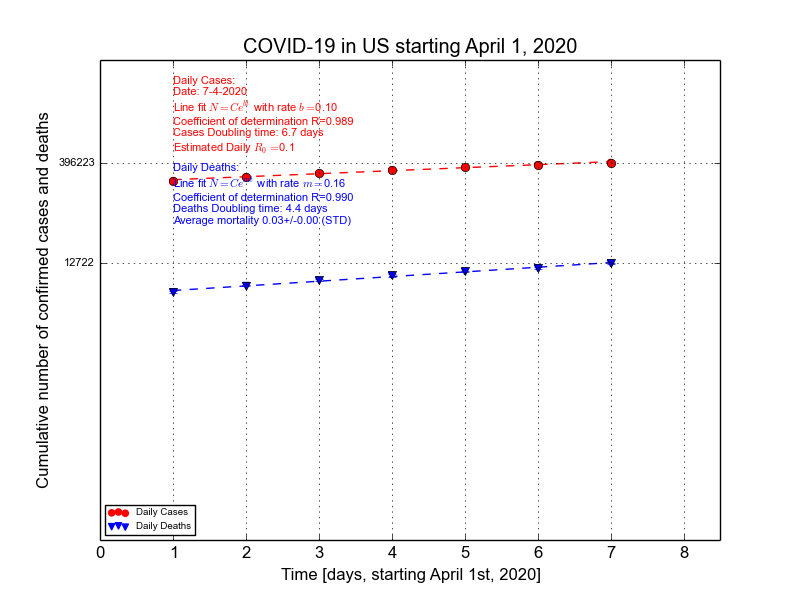 COVID-19 in US starting April 1, 2020
Daily Cases:
Date: 7-4-2020
Line fit N = Ce^bt with rate b = 0.10
Coefficient of determination R=0.989
Cases Doubling time: 6.7 days
Estimated Daily R₀ = 0.1
Daily Deaths:
Line fit N = Ce with rate m = 0.16
Coefficient of determination R=0.990
Deaths Doubling time: 4.4 days
Average mortality 0.03+/-0.00 (STD)
396223
12722
Cumulative number of confirmed cases and deaths
Daily Cases
Daily Deaths
0 1 2 3 4 5 6 7 8
Time [days, starting April 1st, 2020]